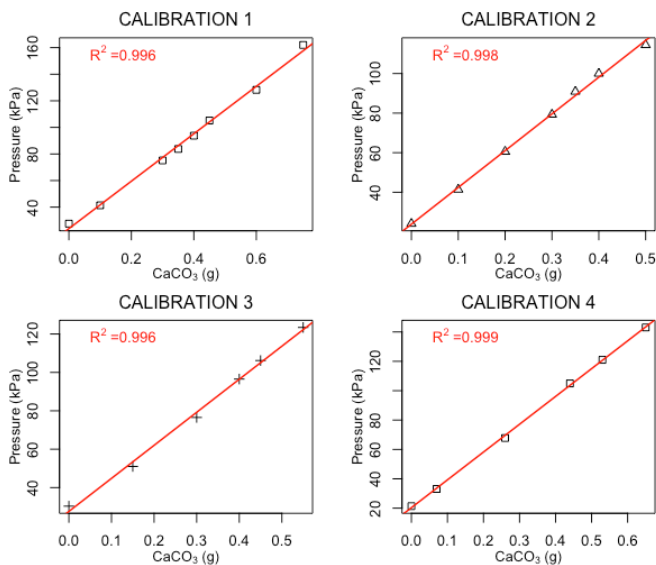 CALIBRATION 1
R² =0.996
Pressure (kPa)
160
120
80
40
0.0 0.2 0.4 0.6
CaCO₃ (g)
CALIBRATION 2
R² =0.998
Pressure (kPa)
100
80
60
40
0.0 0.1 0.2 0.3 0.4 0.5
CaCO₃ (g)
CALIBRATION 3
R² =0.996
Pressure (kPa)
120
100
80
60
40
0.0 0.1 0.2 0.3 0.4 0.5
CaCO₃ (g)
CALIBRATION 4
R² =0.999
Pressure (kPa)
120
80
60
40
20
0.0 0.1 0.2 0.3 0.4 0.5 0.6
CaCO₃ (g)